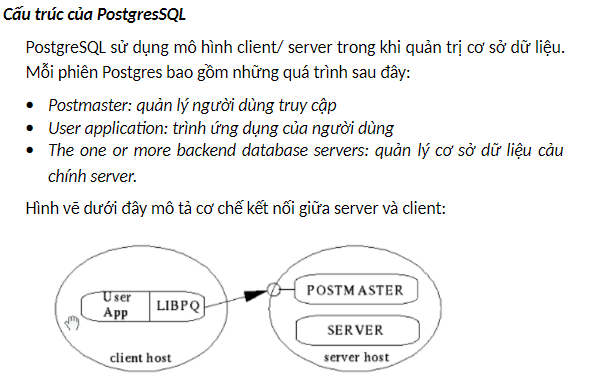 Cấu trúc của PostgresSQL
PostgreSQL sử dụng mô hình client/ server trong khi quản trị cơ sở dữ liệu.
Mỗi phiên Postgres bao gồm những quá trình sau đây:
• Postmaster: quản lý người dùng truy cập
• User application: trình ứng dụng của người dùng
• The one or more backend database servers: quản lý cơ sở dữ liệu cảu
chính server.
Hình vẽ dưới đây mô tả cơ chế kết nối giữa server và client:
User
App
LIBPQ
POSTMASTER
SERVER
client host
server host